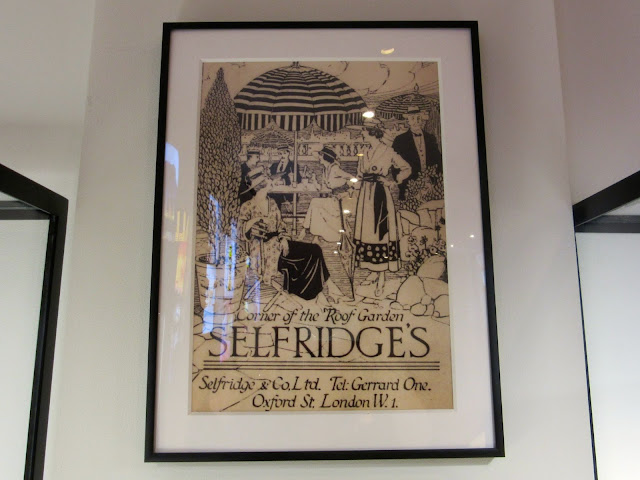 Corner of the "Roof Garden"
SELFRIDGE'S
Selfridge & Co, Ltd. Tel: Gerrard One.
Oxford St, London W. 1.